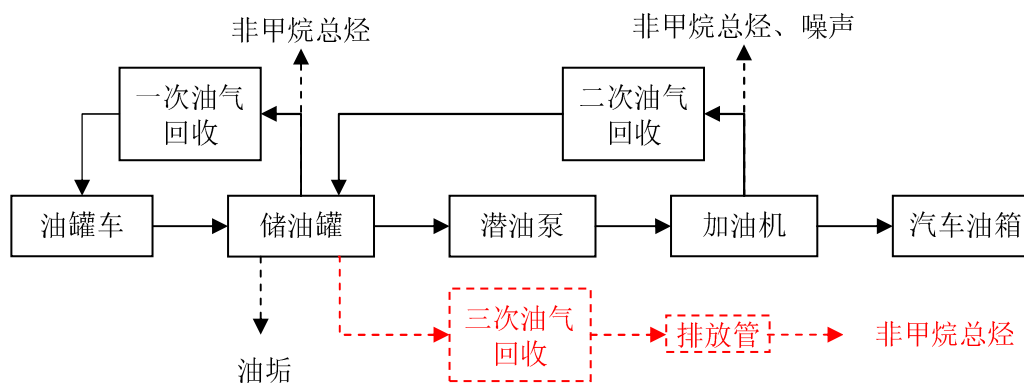 非甲烷总烃
非甲烷总烃、噪声
一次油气
回收
二次油气
回收
油罐车
储油罐
潜油泵
加油机
汽车油箱
三次油气
回收
排放管
非甲烷总烃
油垢